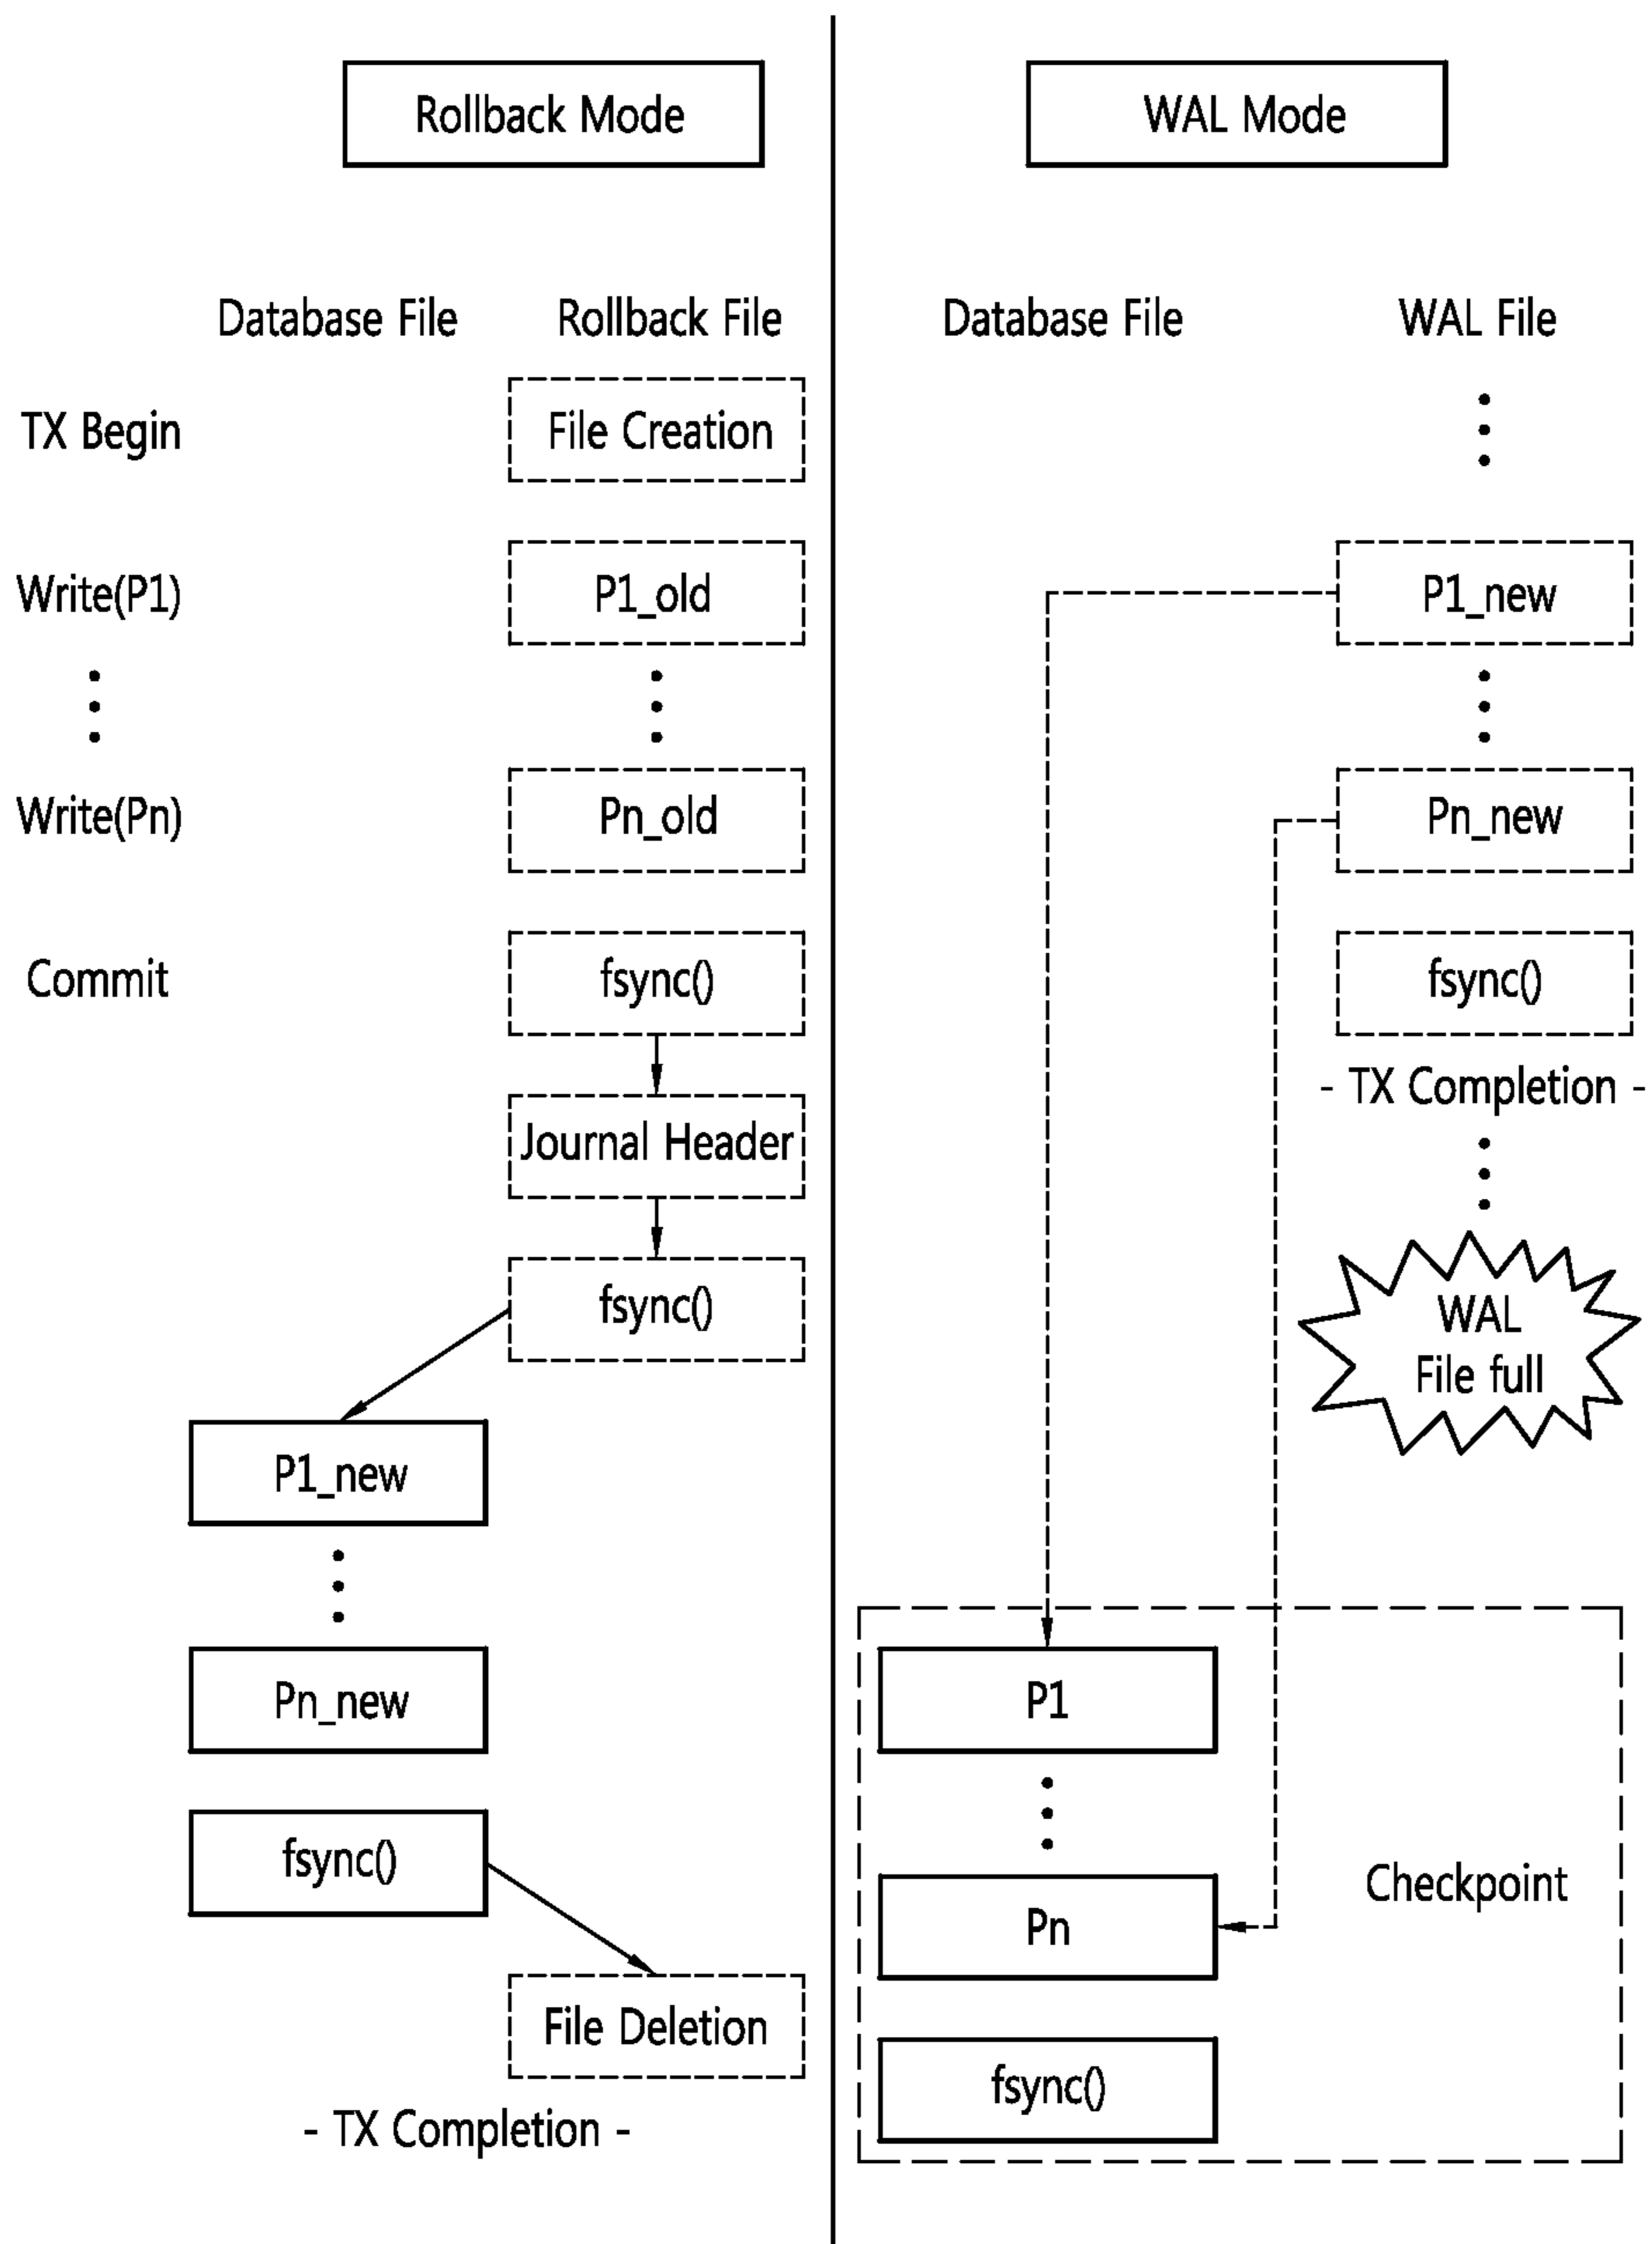 Rollback Mode
WAL Mode
Database File
Rollback File
Database File
WAL File
TX Begin
File Creation
Write(P1)
P1_old
P1_new
Write(Pn)
Pn_old
Pn_new
Commit
fsync()
fsync()
- TX Completion -
Journal Header
fsync()
WAL
File full
P1_new
Pn_new
P1
fsync()
Checkpoint
Pn
File Deletion
fsync()
- TX Completion -